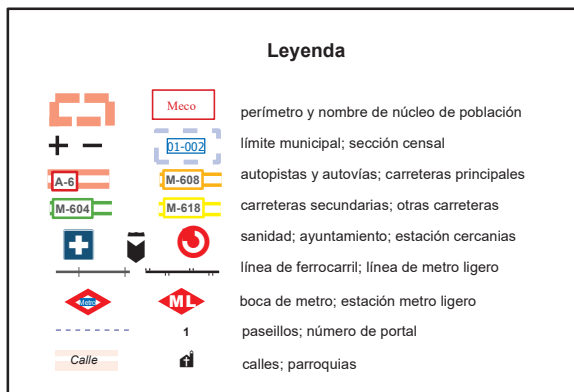 Leyenda
Meco perímetro y nombre de núcleo de población
01-002 límite municipal; sección censal
A-6 M-608 autopistas y autovías; carreteras principales
M-604 M-618 carreteras secundarias; otras carreteras
sanidad; ayuntamiento; estación cercanias
línea de ferrocarril; línea de metro ligero
Metro ML boca de metro; estación metro ligero
1 paseillos; número de portal
Calle calles; parroquias